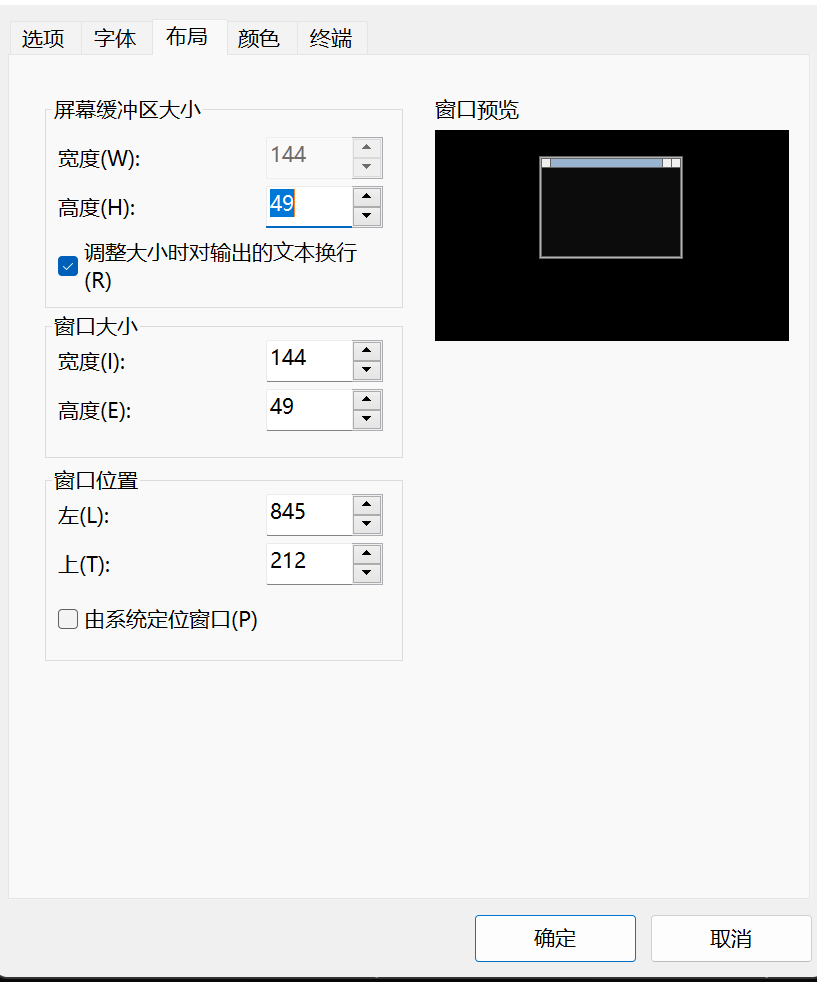 选项 字体 布局 颜色 终端
屏幕缓冲区大小
宽度(W): 144
高度(H): 49
调整大小时对输出的文本换行
(R)
窗口大小
宽度(I): 144
高度(E): 49
窗口位置
左(L): 845
上(T): 212
由系统定位窗口(P)
窗口预览
确定 取消